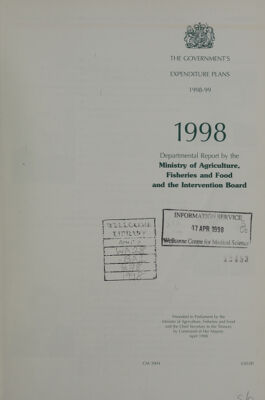 THE GOVERNMENT'S
EXPENDITURE PLANS
1998-99
1998
Departmental Report by the
Ministry of Agriculture,
Fisheries and Food
and the Intervention Board
WELLCOME
LIBRARY
INFORMATION SERVICE
17 APR 1998
Wellcome Centre for Medical Science
Presented to Parliament by the
Minister of Agriculture, Fisheries and Food
and the Chief Secretary to the Treasury
by Command of Her Majesty
April 1998